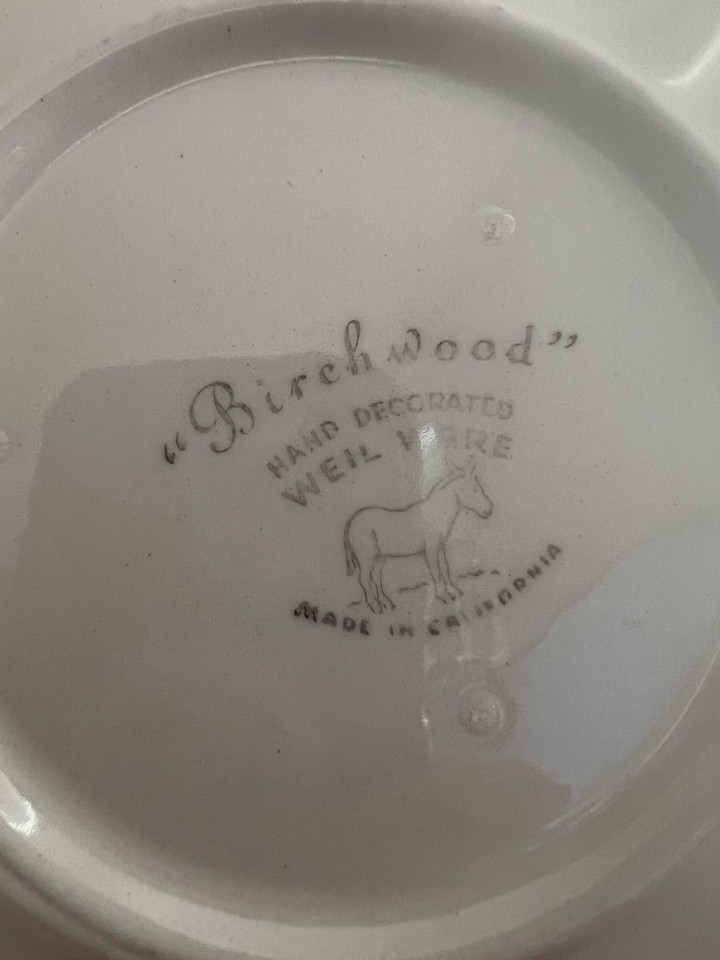 “Birchwood”
HAND DECORATED
WEIL WARE
MADE IN CALIFORNIA